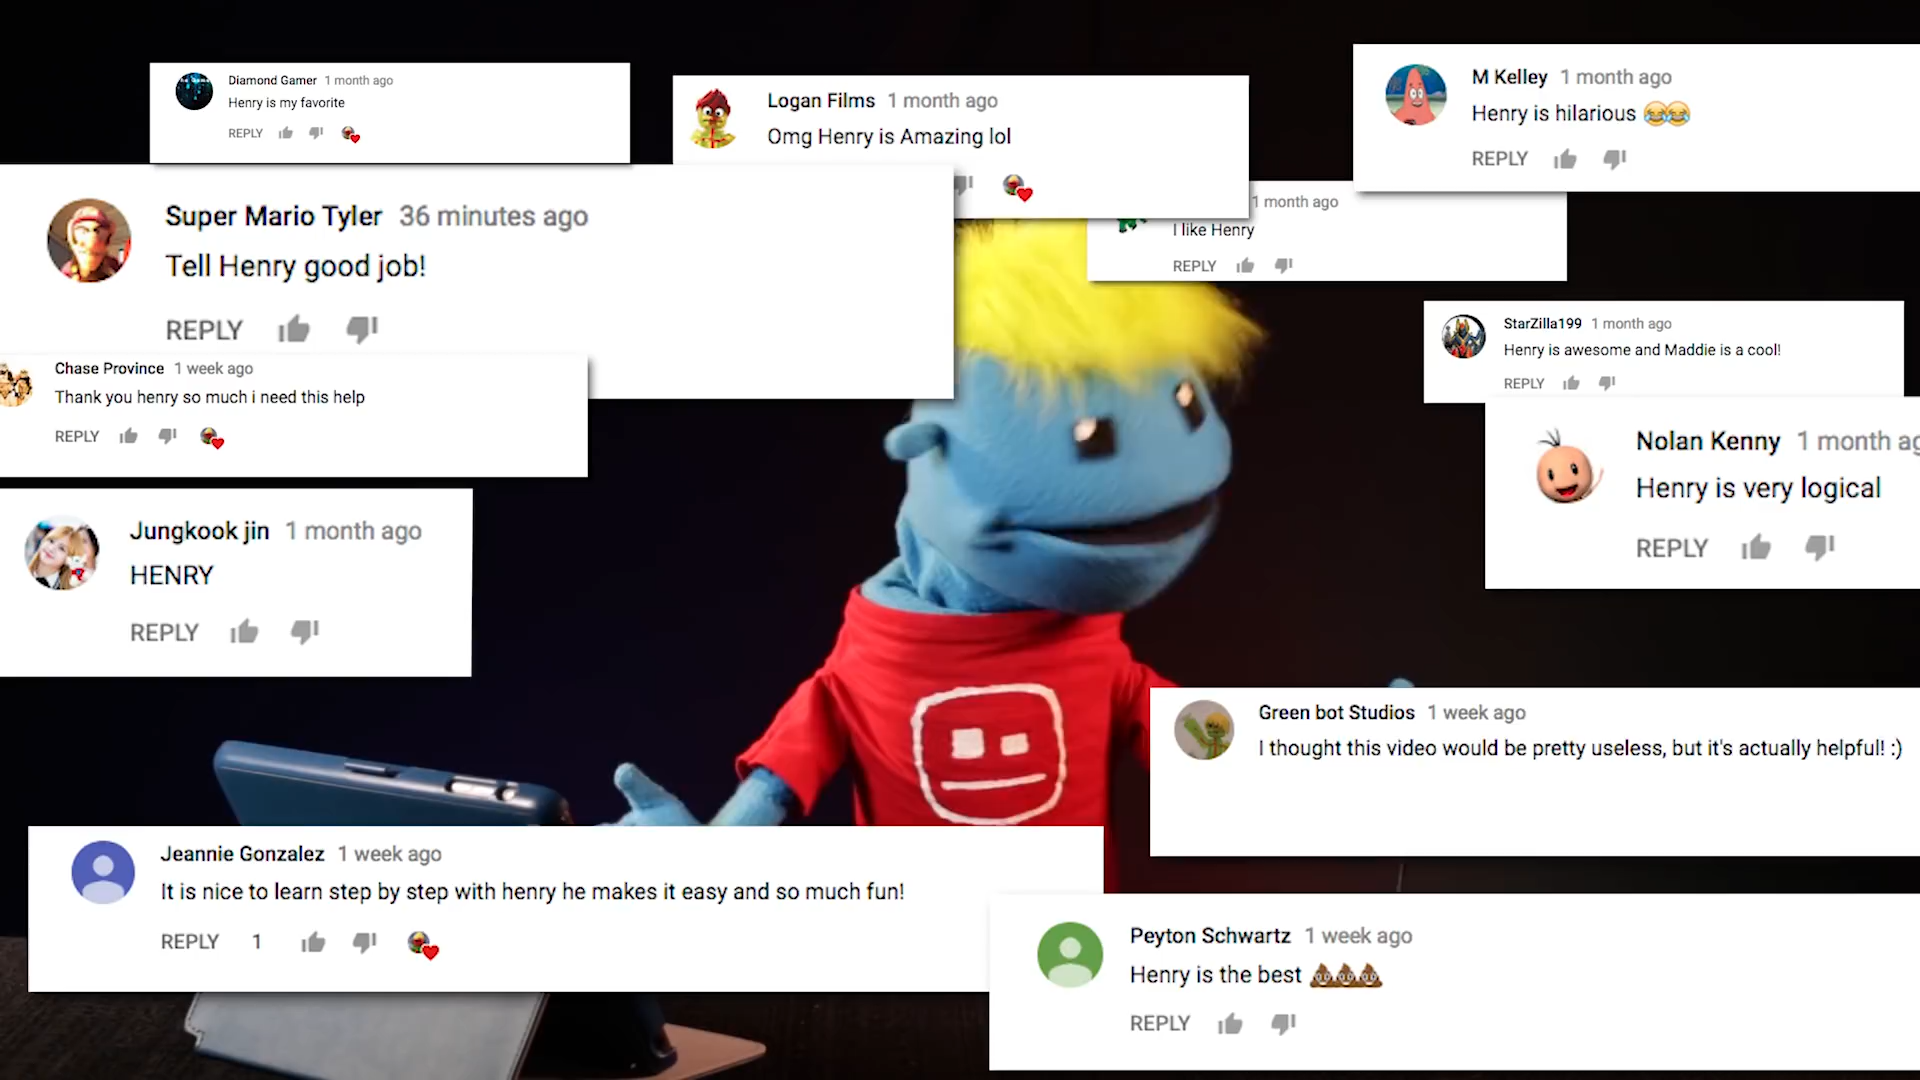 Diamond Gamer 1 month ago
Henry is my favorite
REPLY
Logan Films 1 month ago
Omg Henry is Amazing lol
M Kelley 1 month ago
Henry is hilarious 😂😂
REPLY
Super Mario Tyler 36 minutes ago
Tell Henry good job!
REPLY
1 month ago
I like Henry
REPLY
StarZilla199 1 month ago
Henry is awesome and Maddie is a cool!
REPLY
Chase Province 1 week ago
Thank you henry so much i need this help
REPLY
Nolan Kenny 1 month ag
Henry is very logical
REPLY
Jungkook jin 1 month ago
HENRY
REPLY
Green bot Studios 1 week ago
I thought this video would be pretty useless, but it's actually helpful! :)
Jeannie Gonzalez 1 week ago
It is nice to learn step by step with henry he makes it easy and so much fun!
REPLY 1
Peyton Schwartz 1 week ago
Henry is the best 💩💩💩
REPLY